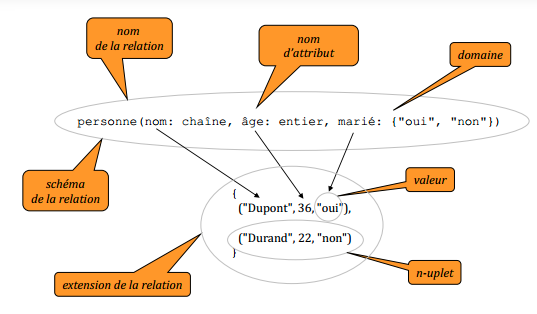 nom
de la relation
nom
d'attribut
domaine
personne(nom: chaîne, âge: entier, marié: {"oui", "non"})
schéma
de la relation
valeur
{
("Dupont", 36, "oui"),
("Durand", 22, "non")
}
extension de la relation
n-uplet